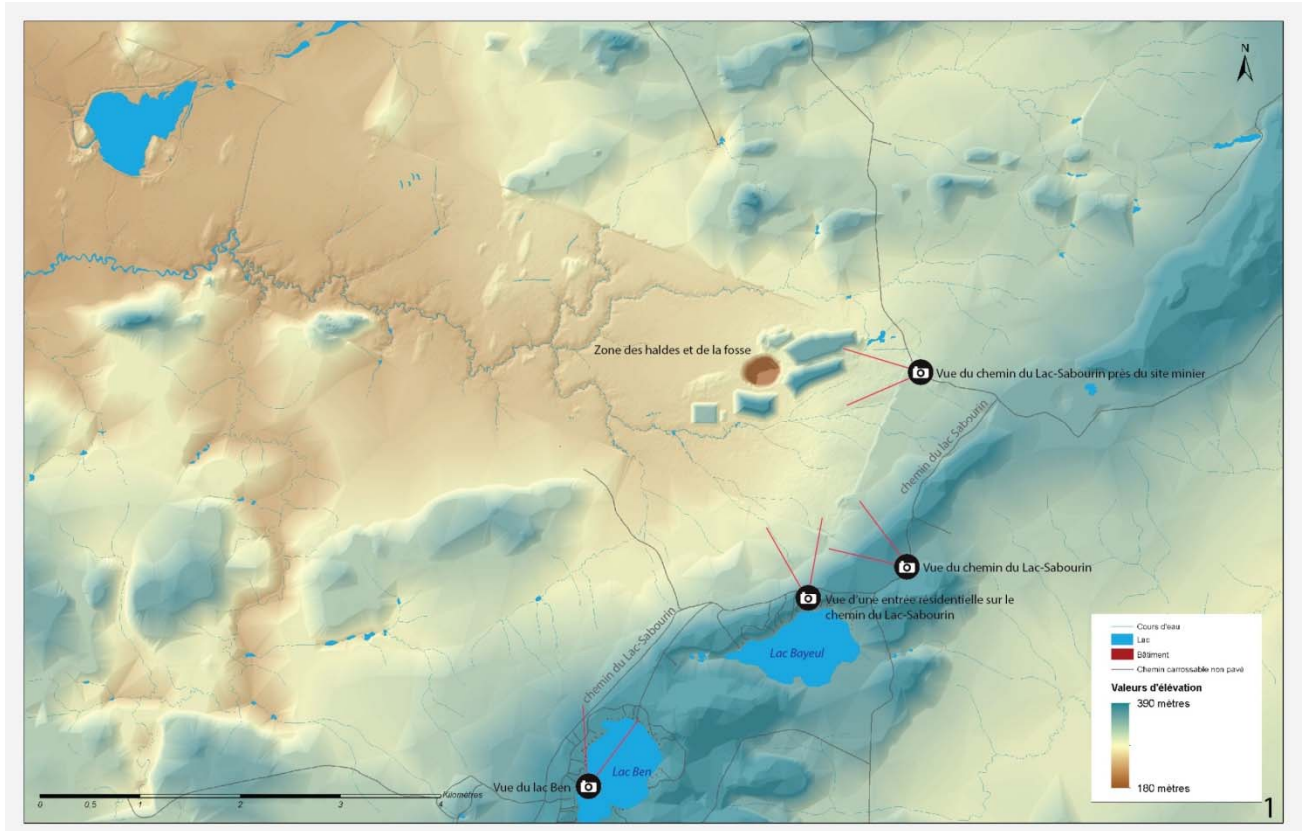 N
Zone des haldes et de la fosse
Vue du chemin du Lac-Sabourin près du site minier
chemin du lac Sabourin
Vue du chemin du Lac-Sabourin
Vue d'une entrée résidentielle sur le
chemin du Lac-Sabourin
chemin du Lac-Sabourin
Lac Bayeul
Lac Ben
Vue du lac Ben
0 0.5 1 2 3 4 Kilomètres
Cours d'eau
Lac
Bâtiment
Chemin carrossable non pavé
Valeurs d'élévation
390 mètres
180 mètres
1